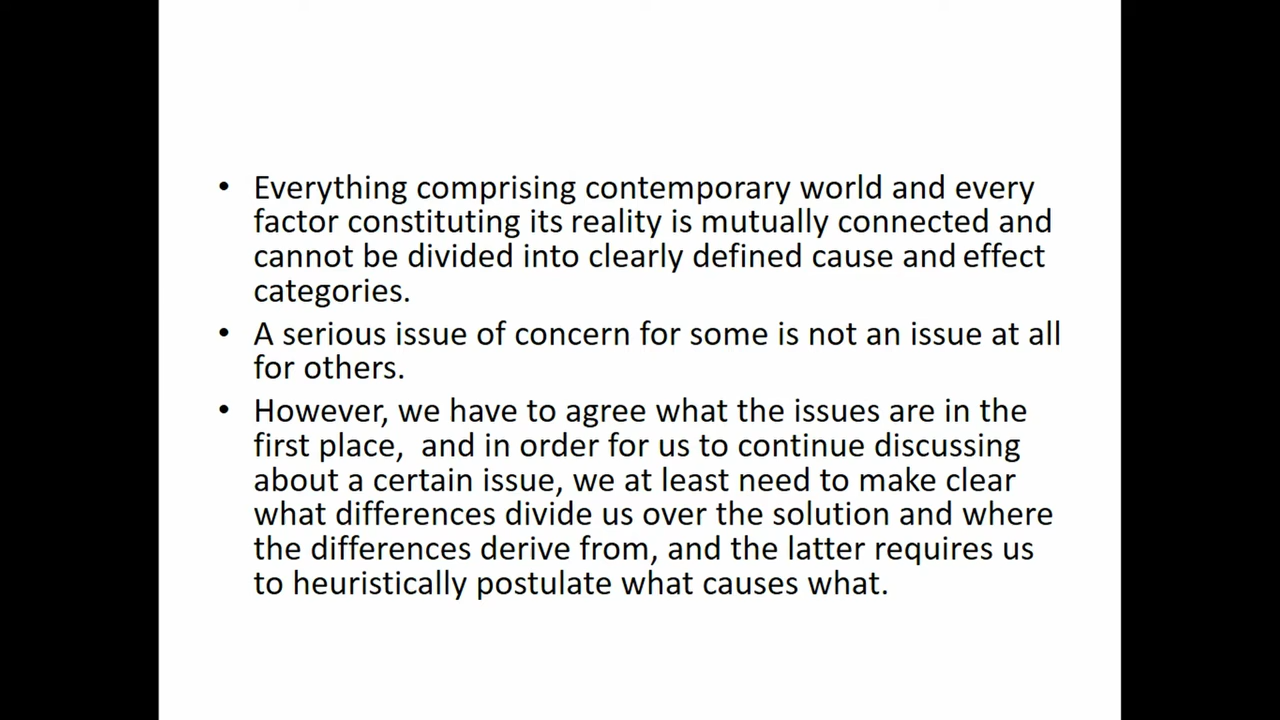 • Everything comprising contemporary world and every
factor constituting its reality is mutually connected and
cannot be divided into clearly defined cause and effect
categories.
• A serious issue of concern for some is not an issue at all
for others.
• However, we have to agree what the issues are in the
first place,  and in order for us to continue discussing
about a certain issue, we at least need to make clear
what differences divide us over the solution and where
the differences derive from, and the latter requires us
to heuristically postulate what causes what.